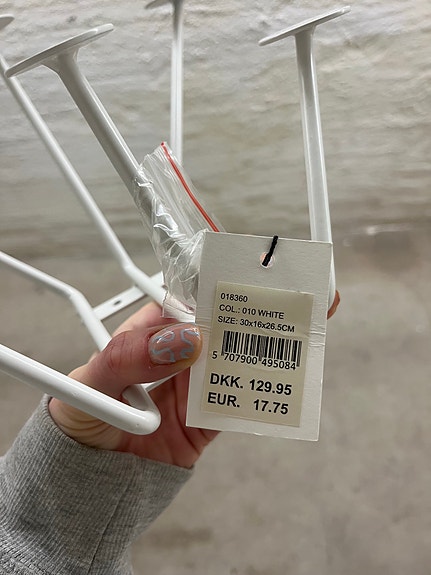 018360
COL.: 010 WHITE
SIZE: 30x16x26.5CM
5 707900 495084
DKK. 129.95
EUR. 17.75